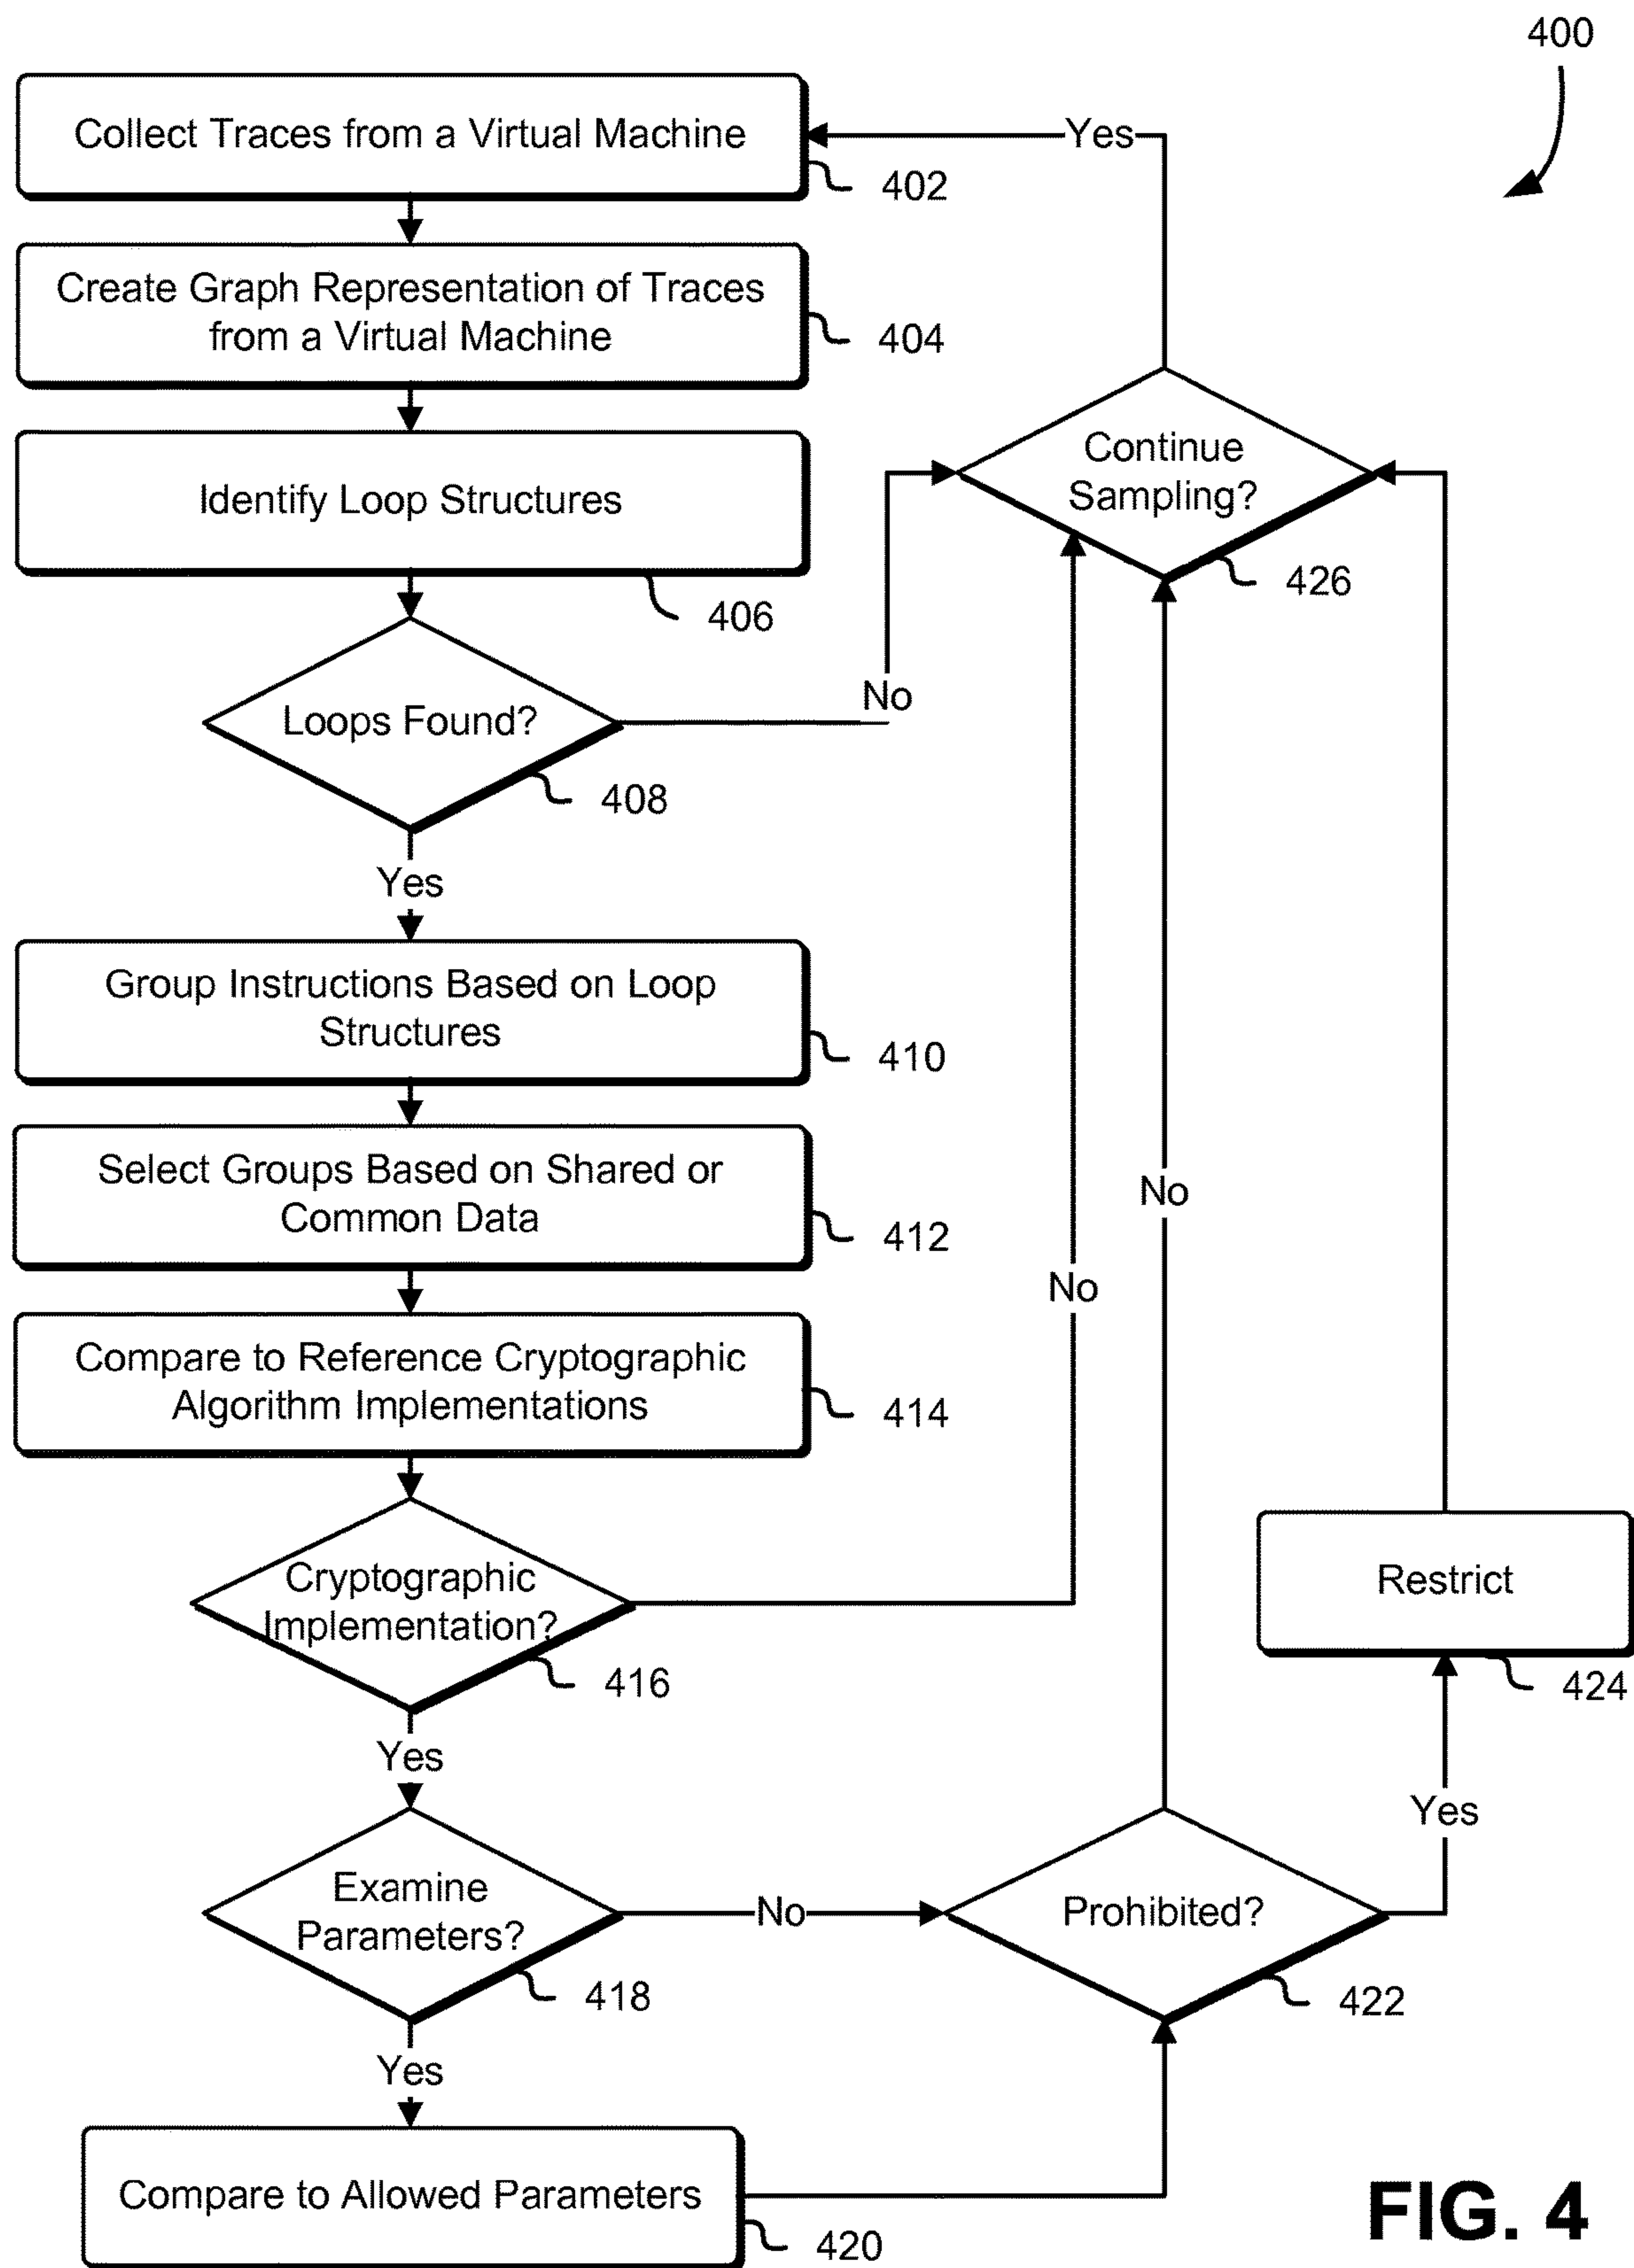 400
Collect Traces from a Virtual Machine
Yes
402
Create Graph Representation of Traces
from a Virtual Machine
404
Identify Loop Structures
406
Continue
Sampling?
426
Loops Found?
No
408
Yes
Group Instructions Based on Loop
Structures
410
Select Groups Based on Shared or
Common Data
412
No
No
Compare to Reference Cryptographic
Algorithm Implementations
414
Cryptographic
Implementation?
416
Restrict
424
Yes
Yes
Examine
Parameters?
418
No
Prohibited?
422
Yes
Compare to Allowed Parameters
420
FIG. 4